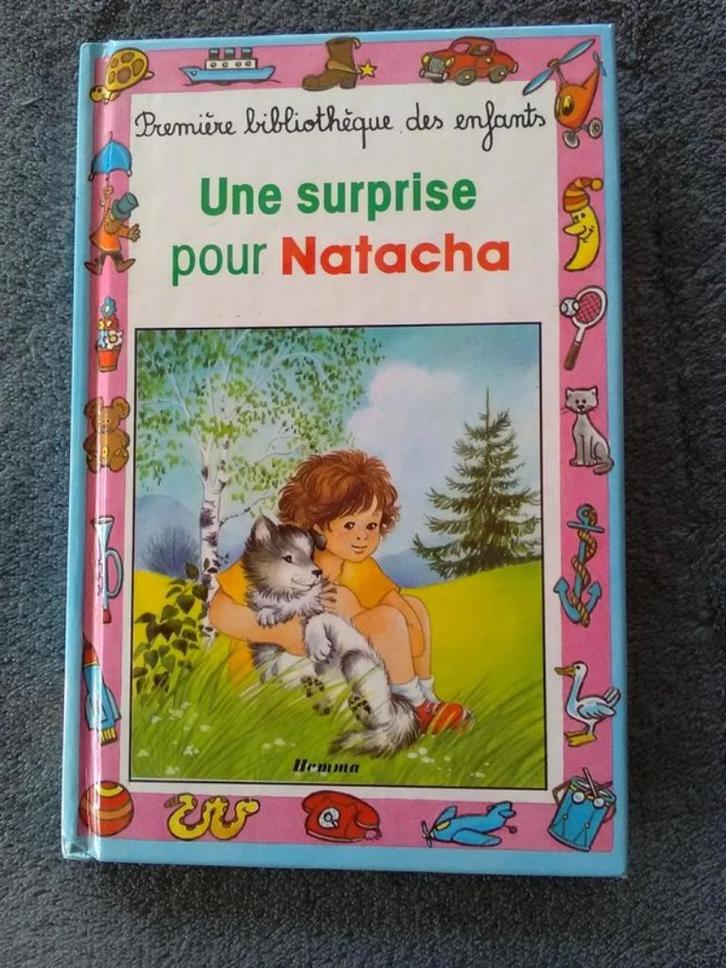 Première bibliothèque des enfants
Une surprise
pour Natacha
Hemma